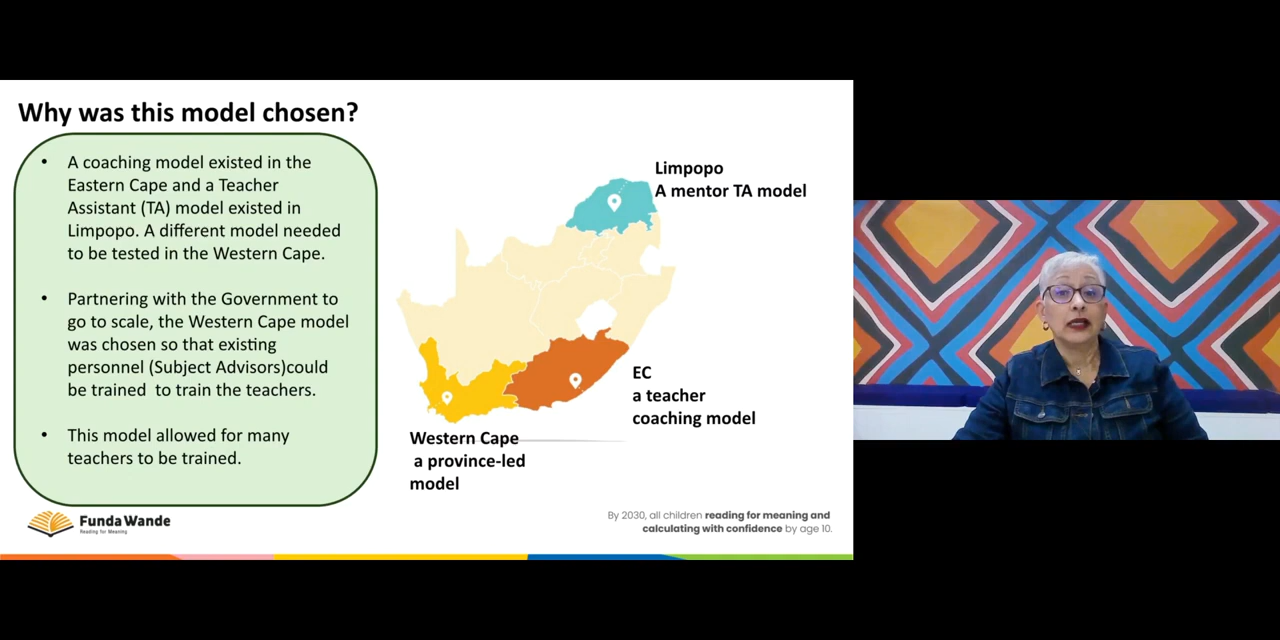 Why was this model chosen?
• A coaching model existed in the
Eastern Cape and a Teacher
Assistant (TA) model existed in
Limpopo. A different model needed
to be tested in the Western Cape.
• Partnering with the Government to
go to scale, the Western Cape model
was chosen so that existing
personnel (Subject Advisors)could
be trained  to train the teachers.
• This model allowed for many
teachers to be trained.
Limpopo
A mentor TA model
EC
a teacher
coaching model
Western Cape
a province-led
model
Funda Wande
Reading for Meaning
By 2030, all children reading for meaning and
calculating with confidence by age 10.